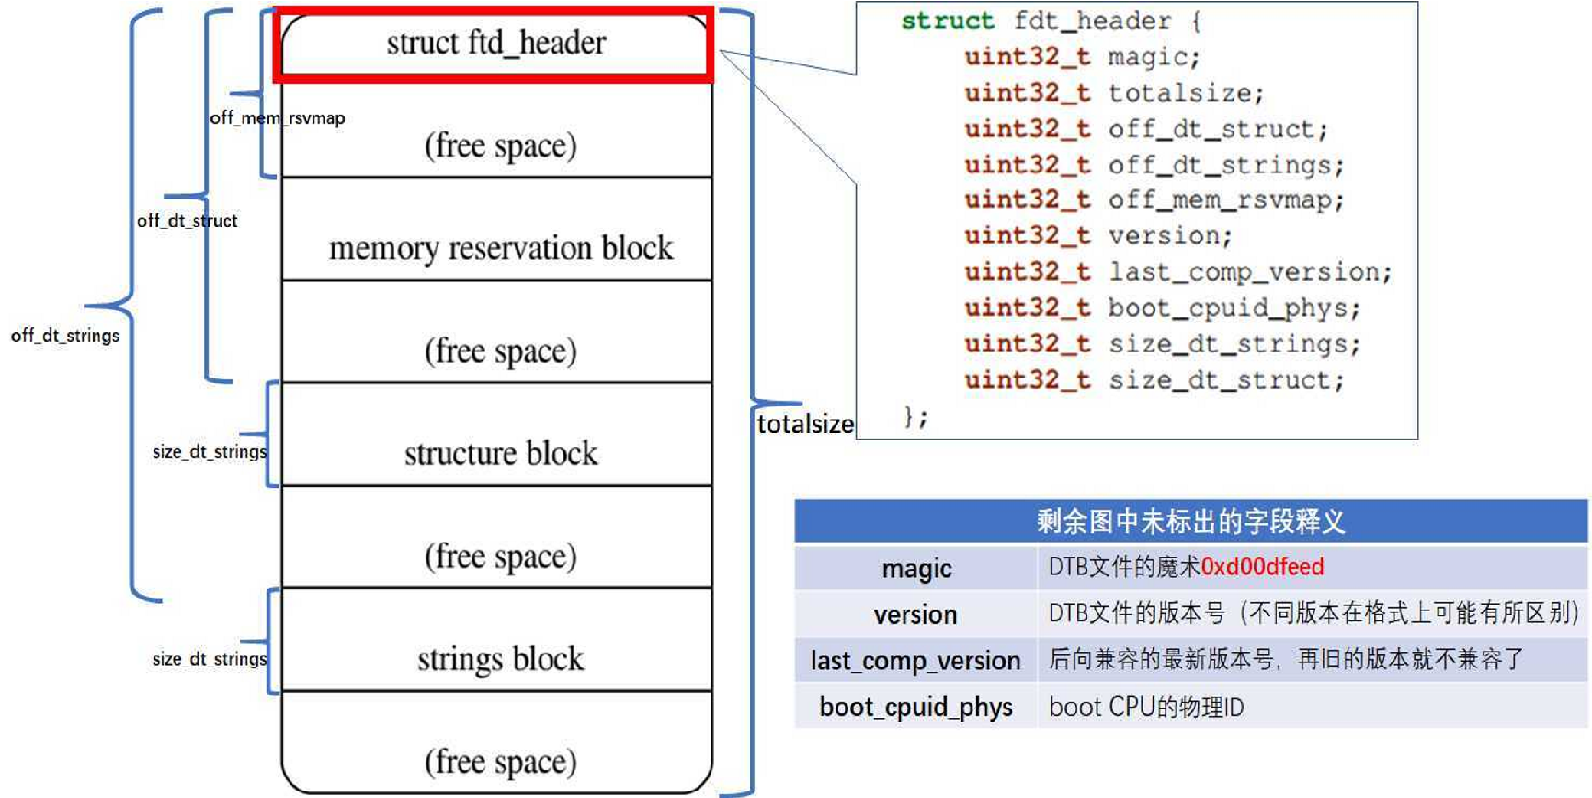 struct ftd_header
off_mem_rsvmap
(free space)
off_dt_struct
memory reservation block
off_dt_strings
(free space)
size_dt_strings
structure block
(free space)
size_dt_strings
strings block
(free space)
totalsize
struct fdt_header {
uint32_t magic;
uint32_t totalsize;
uint32_t off_dt_struct;
uint32_t off_dt_strings;
uint32_t off_mem_rsvmap;
uint32_t version;
uint32_t last_comp_version;
uint32_t boot_cpuid_phys;
uint32_t size_dt_strings;
uint32_t size_dt_struct;
};
剩余图中未标出的字段释义
magic DTB文件的魔术0xd00dfeed
version DTB文件的版本号（不同版本在格式上可能有所区别)
last_comp_version 后向兼容的最新版本号，再旧的版本就不兼容了
boot_cpuid_phys boot CPU的物理ID